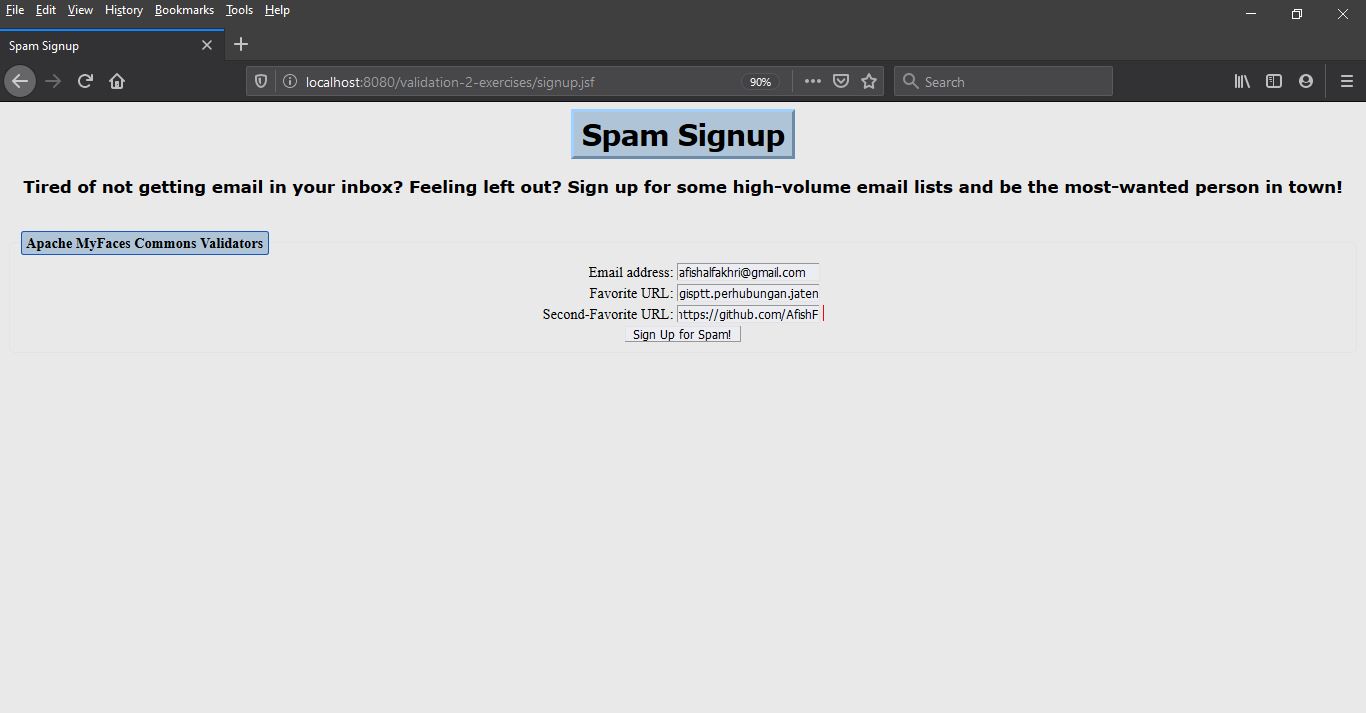 File Edit View History Bookmarks Tools Help
Spam Signup
localhost:8080/validation-2-exercises/signup.jsf 90% Search
Spam Signup
Tired of not getting email in your inbox? Feeling left out? Sign up for some high-volume email lists and be the most-wanted person in town!
Apache MyFaces Commons Validators
Email address: afishalfakhri@gmail.com
Favorite URL: gisptt.perhubungan.jaten
Second-Favorite URL: https://github.com/AfishF
Sign Up for Spam!